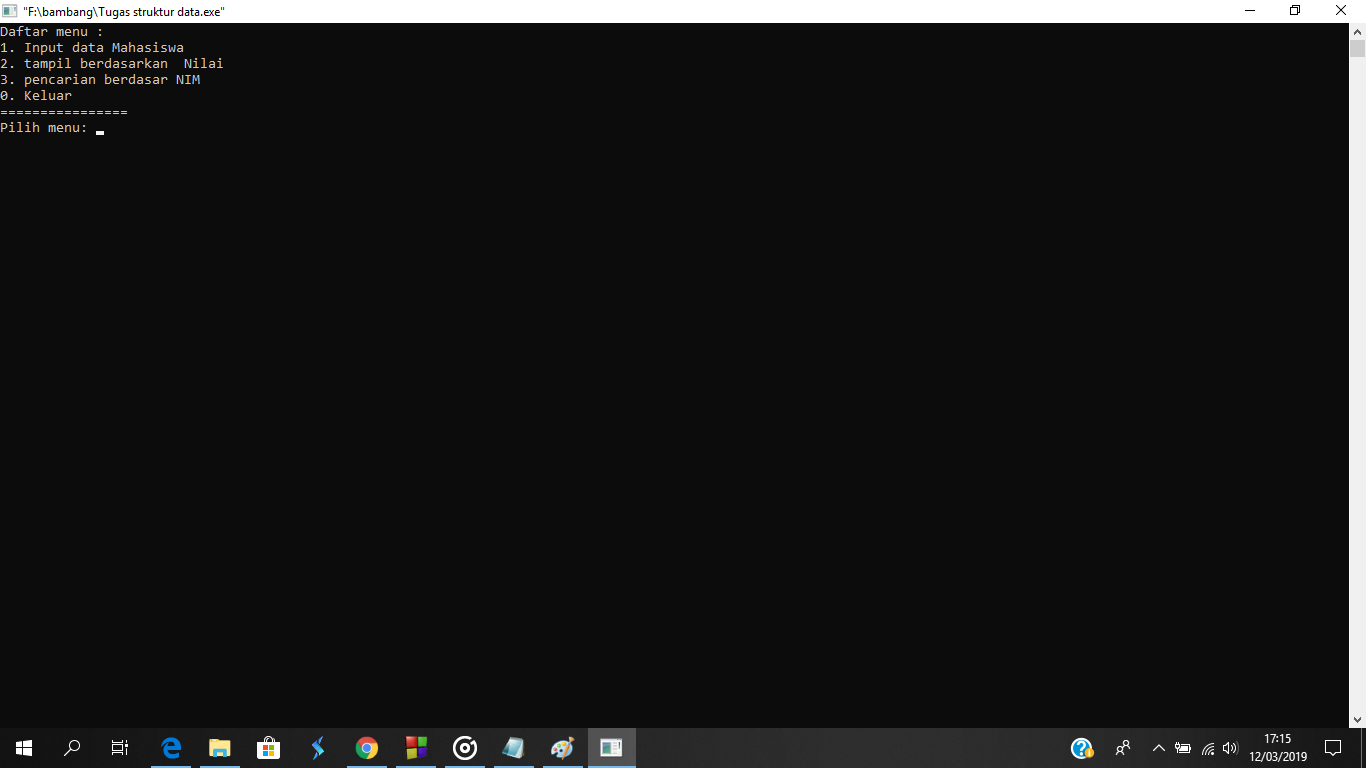 "F:\bambang\Tugas struktur data.exe"
Daftar menu :
1. Input data Mahasiswa
2. tampil berdasarkan  Nilai
3. pencarian berdasar NIM
0. Keluar
================
Pilih menu:
17:15
12/03/2019